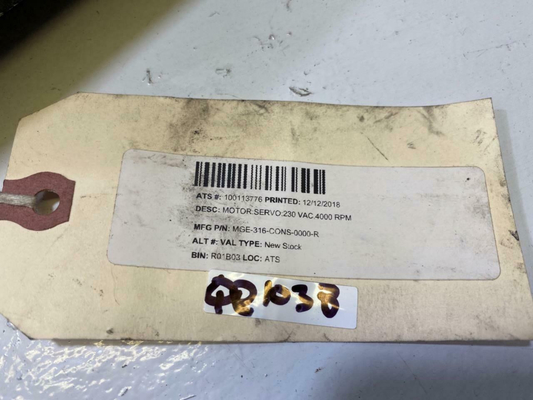 ATS #: 100113776 PRINTED: 12/12/2018
DESC: MOTOR:SERVO:230 VAC:4000 RPM
MFG P/N: MGE-316-CONS-0000-R
ALT #: VAL TYPE: New Stock
BIN: R01B03 LOC: ATS